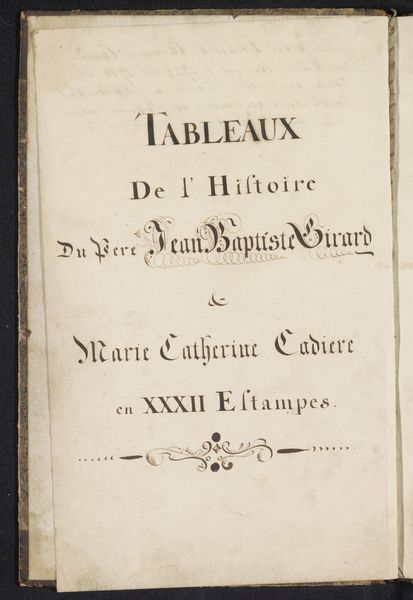 TABLEAUX
De l' Hiſtoire
Du Pere Jean Baptiste Girard
&
Marie Catherine Cadiere
en XXXII Eſtampes.